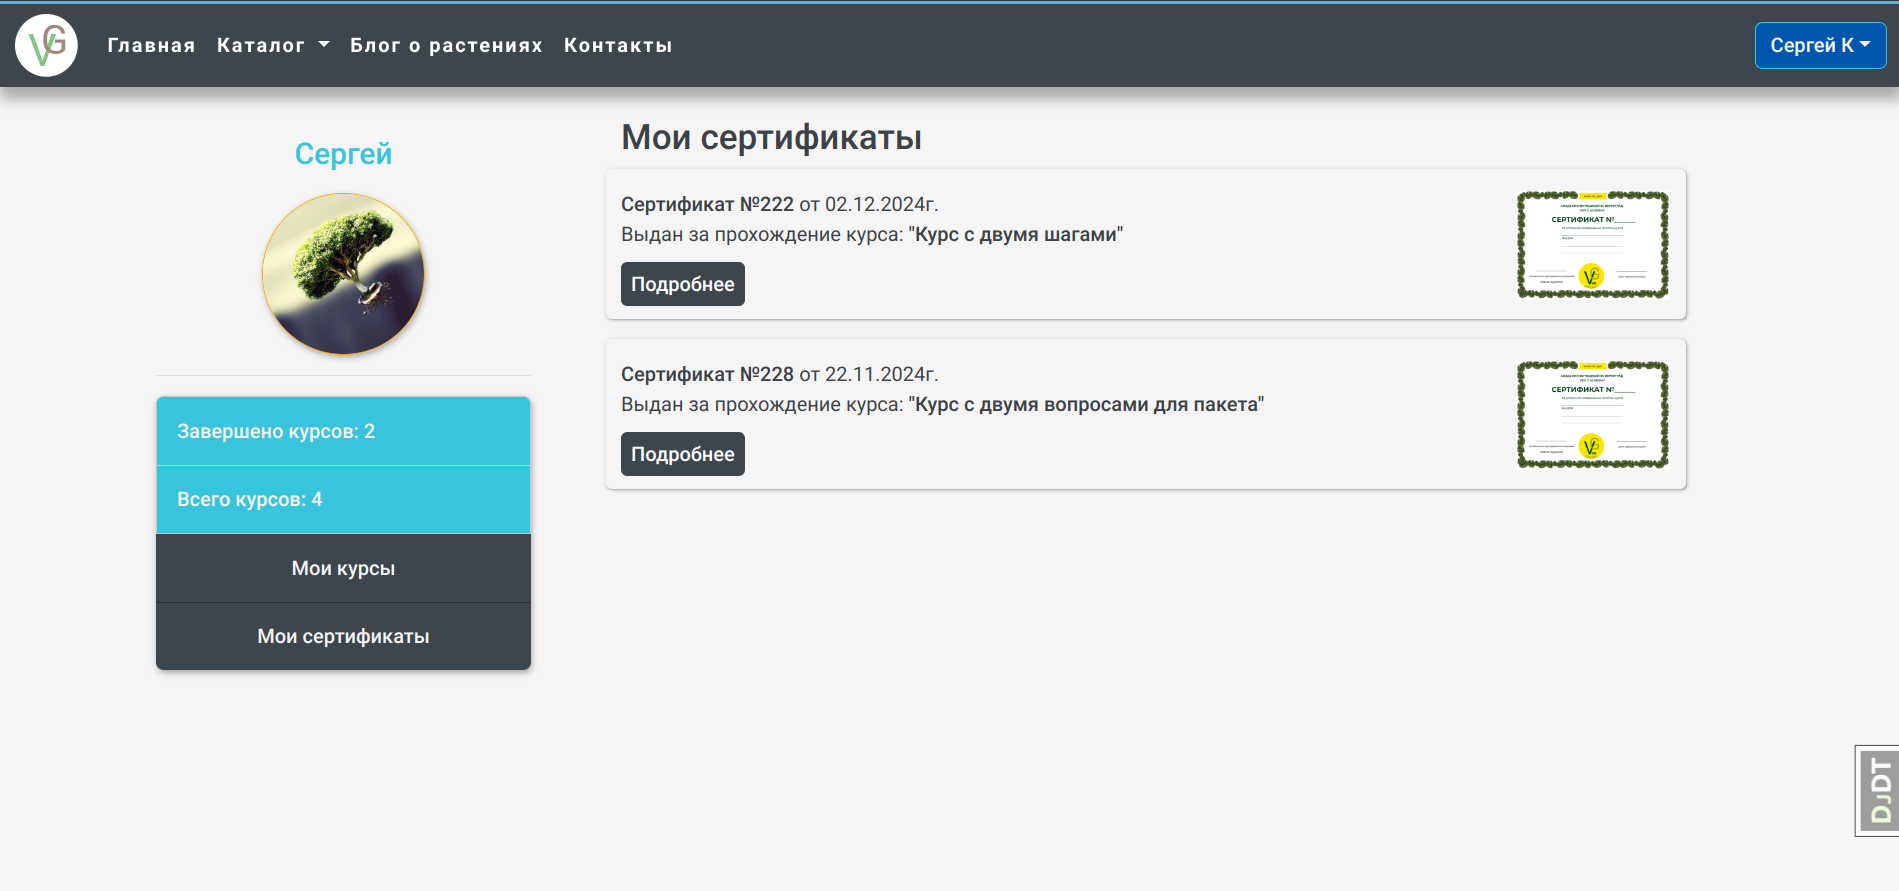 VG
Главная
Каталог
Блог о растениях
Контакты
Сергей К
Сергей
Завершено курсов: 2
Всего курсов: 4
Мои курсы
Мои сертификаты
Мои сертификаты
Сертификат №222 от 02.12.2024г.
Выдан за прохождение курса: "Курс с двумя шагами"
Подробнее
СЕРТИФИКАТ №
VG
Сертификат №228 от 22.11.2024г.
Выдан за прохождение курса: "Курс с двумя вопросами для пакета"
Подробнее
СЕРТИФИКАТ №
VG
DJDT